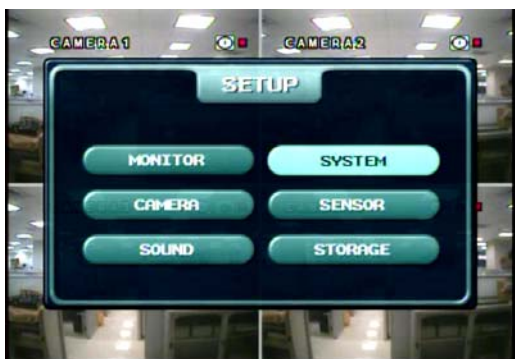 CAMERA1 CAMERA2
SETUP
MONITOR SYSTEM
CAMERA SENSOR
SOUND STORAGE